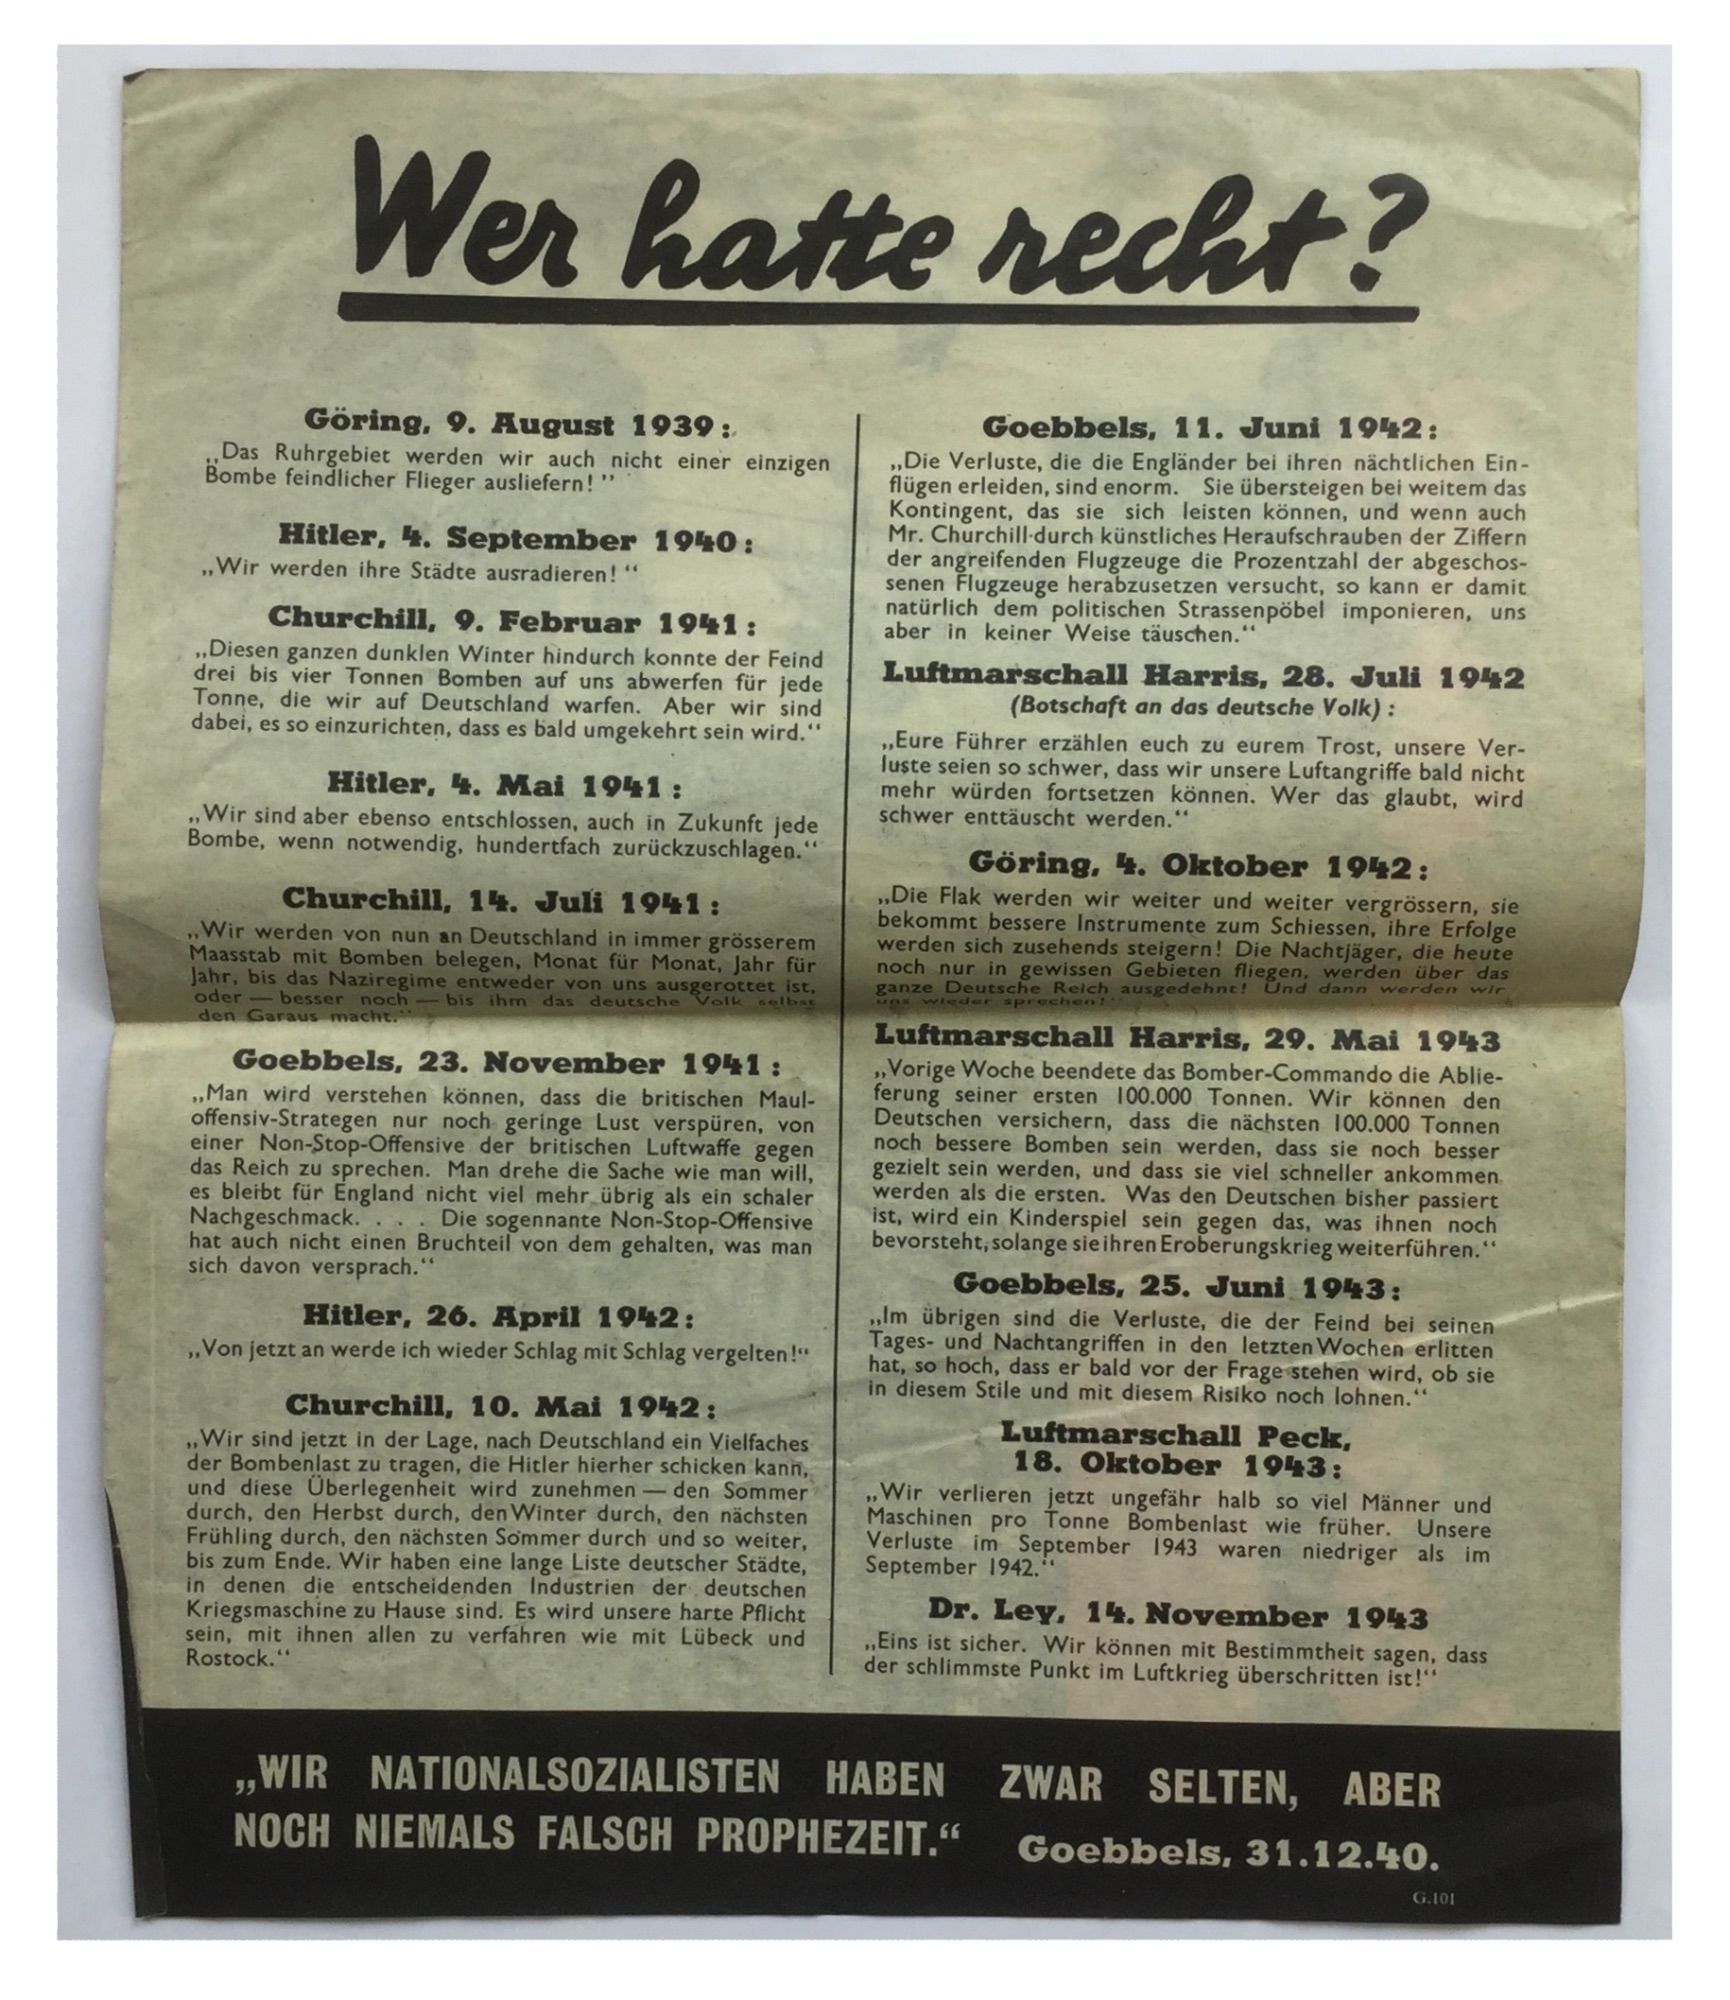 Wer hatte recht?
Göring, 9. August 1939:
„Das Ruhrgebiet werden wir auch nicht einer einzigen
Bombe feindlicher Flieger ausliefern! ”
Hitler, 4. September 1940:
„Wir werden ihre Städte ausradieren! “
Churchill, 9. Februar 1941:
„Diesen ganzen dunklen Winter hindurch konnte der Feind
drei bis vier Tonnen Bomben auf uns abwerfen für jede
Tonne, die wir auf Deutschland warfen. Aber wir sind
dabei, es so einzurichten, dass es bald umgekehrt sein wird.“
Hitler, 4. Mai 1941:
„Wir sind aber ebenso entschlossen, auch in Zukunft jede
Bombe, wenn notwendig, hundertfach zurückzuschlagen.“
Churchill, 14. Juli 1941:
„Wir werden von nun an Deutschland in immer grösserem
Maasstab mit Bomben belegen, Monat für Monat, Jahr für
Jahr, bis das Naziregime entweder von uns ausgerottet ist,
oder — besser noch — bis ihm das deutsche Volk selbst
den Garaus macht.“
Goebbels, 23. November 1941:
„Man wird verstehen können, dass die britischen Maul-
offensiv-Strategen nur noch geringe Lust verspüren, von
einer Non-Stop-Offensive der britischen Luftwaffe gegen
das Reich zu sprechen. Man drehe die Sache wie man will,
es bleibt für England nicht viel mehr übrig als ein schaler
Nachgeschmack. . . . Die sogennante Non-Stop-Offensive
hat auch nicht einen Bruchteil von dem gehalten, was man
sich davon versprach.“
Hitler, 26. April 1942:
„Von jetzt an werde ich wieder Schlag mit Schlag vergelten!“
Churchill, 10. Mai 1942:
„Wir sind jetzt in der Lage, nach Deutschland ein Vielfaches
der Bombenlast zu tragen, die Hitler hierher schicken kann,
und diese Überlegenheit wird zunehmen — den Sommer
durch, den Herbst durch, den Winter durch, den nächsten
Frühling durch, den nächsten Sommer durch und so weiter,
bis zum Ende. Wir haben eine lange Liste deutscher Städte,
in denen die entscheidenden Industrien der deutschen
Kriegsmaschine zu Hause sind. Es wird unsere harte Pflicht
sein, mit ihnen allen zu verfahren wie mit Lübeck und
Rostock.“
Goebbels, 11. Juni 1942:
„Die Verluste, die die Engländer bei ihren nächtlichen Ein-
flügen erleiden, sind enorm. Sie übersteigen bei weitem das
Kontingent, das sie sich leisten können, und wenn auch
Mr. Churchill durch künstliches Heraufschrauben der Ziffern
der angreifenden Flugzeuge die Prozentzahl der abgeschos-
senen Flugzeuge herabzusetzen versucht, so kann er damit
natürlich dem politischen Strassenpöbel imponieren, uns
aber in keiner Weise täuschen.“
Luftmarschall Harris, 28. Juli 1942
(Botschaft an das deutsche Volk) :
„Eure Führer erzählen euch zu eurem Trost, unsere Ver-
luste seien so schwer, dass wir unsere Luftangriffe bald nicht
mehr würden fortsetzen können. Wer das glaubt, wird
schwer enttäuscht werden.“
Göring, 4. Oktober 1942:
„Die Flak werden wir weiter und weiter vergrössern, sie
bekommt bessere Instrumente zum Schiessen, ihre Erfolge
werden sich zusehends steigern! Die Nachtjäger, die heute
noch nur in gewissen Gebieten fliegen, werden über das
ganze Deutsche Reich ausgedehnt! Und dann werden wir
uns wieder sprechen!“
Luftmarschall Harris, 29. Mai 1943
„Vorige Woche beendete das Bomber-Commando die Ablie-
ferung seiner ersten 100.000 Tonnen. Wir können den
Deutschen versichern, dass die nächsten 100.000 Tonnen
noch bessere Bomben sein werden, dass sie noch besser
gezielt sein werden, und dass sie viel schneller ankommen
werden als die ersten. Was den Deutschen bisher passiert
ist, wird ein Kinderspiel sein gegen das, was ihnen noch
bevorsteht, solange sie ihren Eroberungskrieg weiterführen.“
Goebbels, 25. Juni 1943:
„Im übrigen sind die Verluste, die der Feind bei seinen
Tages- und Nachtangriffen in den letzten Wochen erlitten
hat, so hoch, dass er bald vor der Frage stehen wird, ob sie
in diesem Stile und mit diesem Risiko noch lohnen.“
Luftmarschall Peck,
18. Oktober 1943:
„Wir verlieren jetzt ungefähr halb so viel Männer und
Maschinen pro Tonne Bombenlast wie früher. Unsere
Verluste im September 1943 waren niedriger als im
September 1942.“
Dr. Ley, 14. November 1943
„Eins ist sicher. Wir können mit Bestimmtheit sagen, dass
der schlimmste Punkt im Luftkrieg überschritten ist!“
„WIR NATIONALSOZIALISTEN HABEN ZWAR SELTEN, ABER
NOCH NIEMALS FALSCH PROPHEZEIT.“ Goebbels, 31.12.40.
G.101